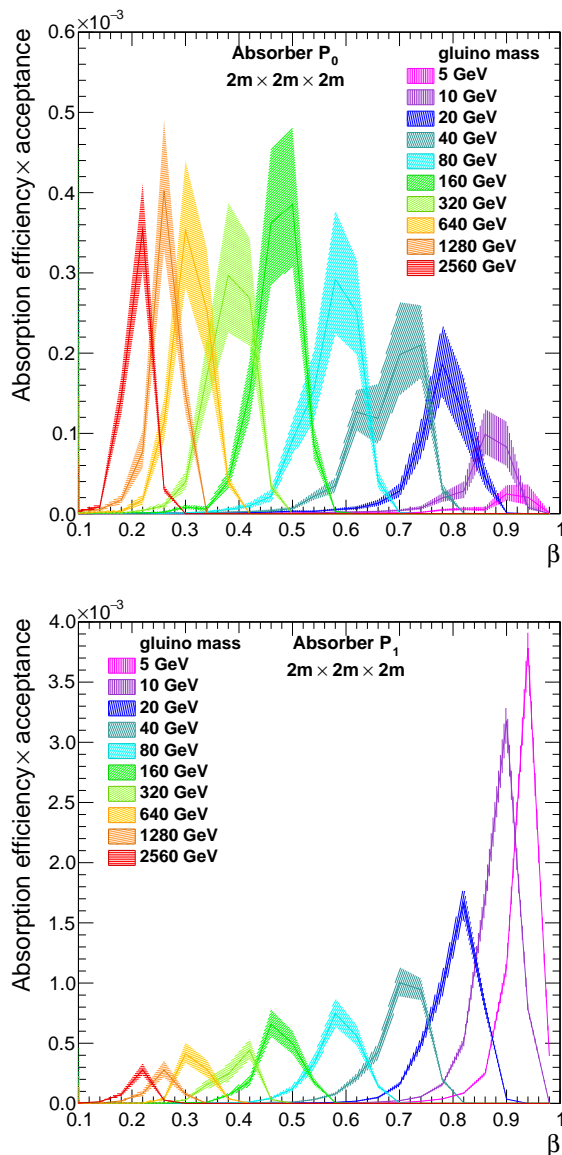 ×10⁻³
0.6
Absorber P₀
2m × 2m × 2m
gluino mass
5 GeV
10 GeV
20 GeV
40 GeV
80 GeV
160 GeV
320 GeV
640 GeV
1280 GeV
2560 GeV
Absorption efficiency× acceptance
0.5
0.4
0.3
0.2
0.1
0.0
0.1 0.2 0.3 0.4 0.5 0.6 0.7 0.8 0.9 1
β
×10⁻³
4.0
gluino mass
5 GeV
10 GeV
20 GeV
40 GeV
80 GeV
160 GeV
320 GeV
640 GeV
1280 GeV
2560 GeV
Absorber P₁
2m × 2m × 2m
Absorption efficiency× acceptance
3.5
3.0
2.5
2.0
1.5
1.0
0.5
0.0
0.1 0.2 0.3 0.4 0.5 0.6 0.7 0.8 0.9 1
β